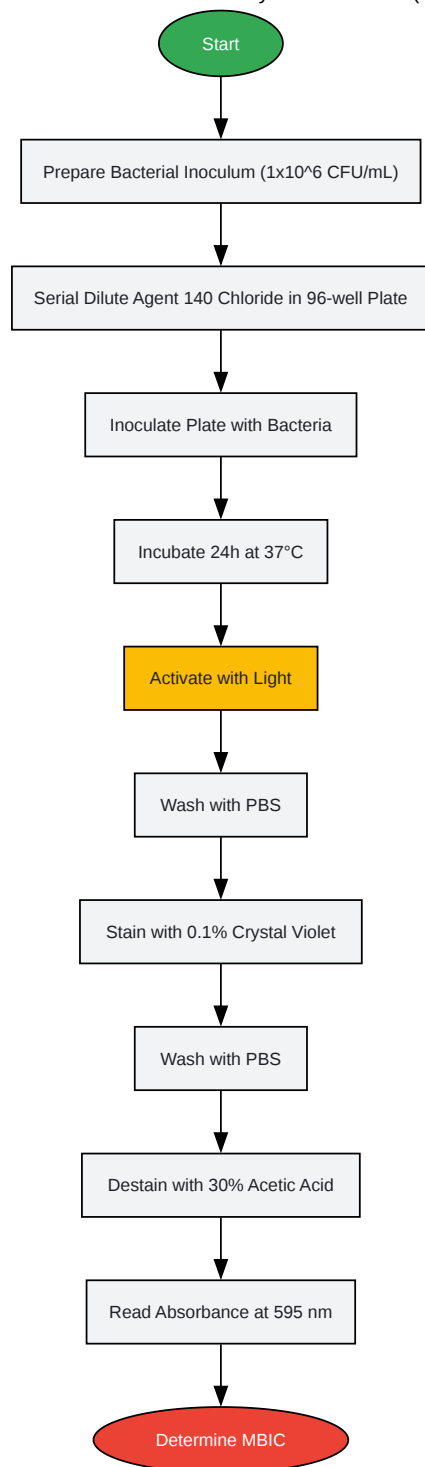 Start
Prepare Bacterial Inoculum (1x10^6 CFU/mL)
Serial Dilute Agent 140 Chloride in 96-well Plate
Inoculate Plate with Bacteria
Incubate 24h at 37°C
Activate with Light
Wash with PBS
Stain with 0.1% Crystal Violet
Wash with PBS
Destain with 30% Acetic Acid
Read Absorbance at 595 nm
Determine MBIC